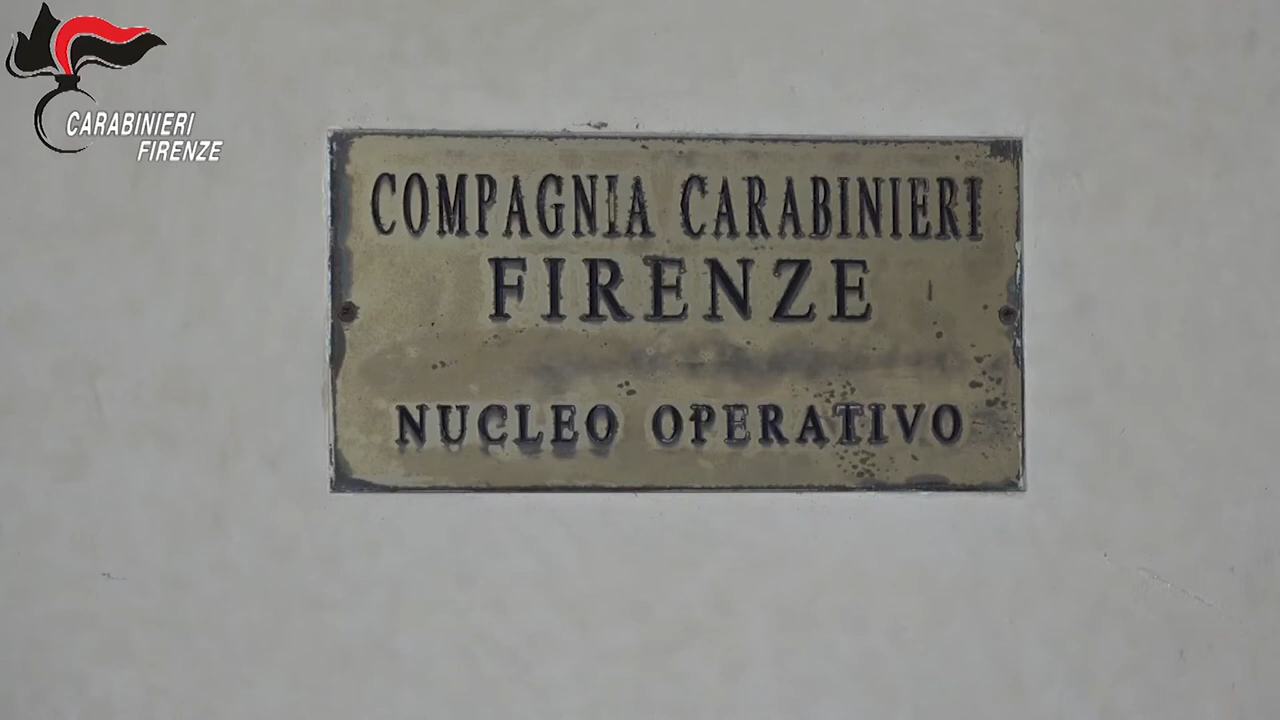 CARABINIERI
FIRENZE
COMPAGNIA CARABINIERI
FIRENZE
NUCLEO OPERATIVO